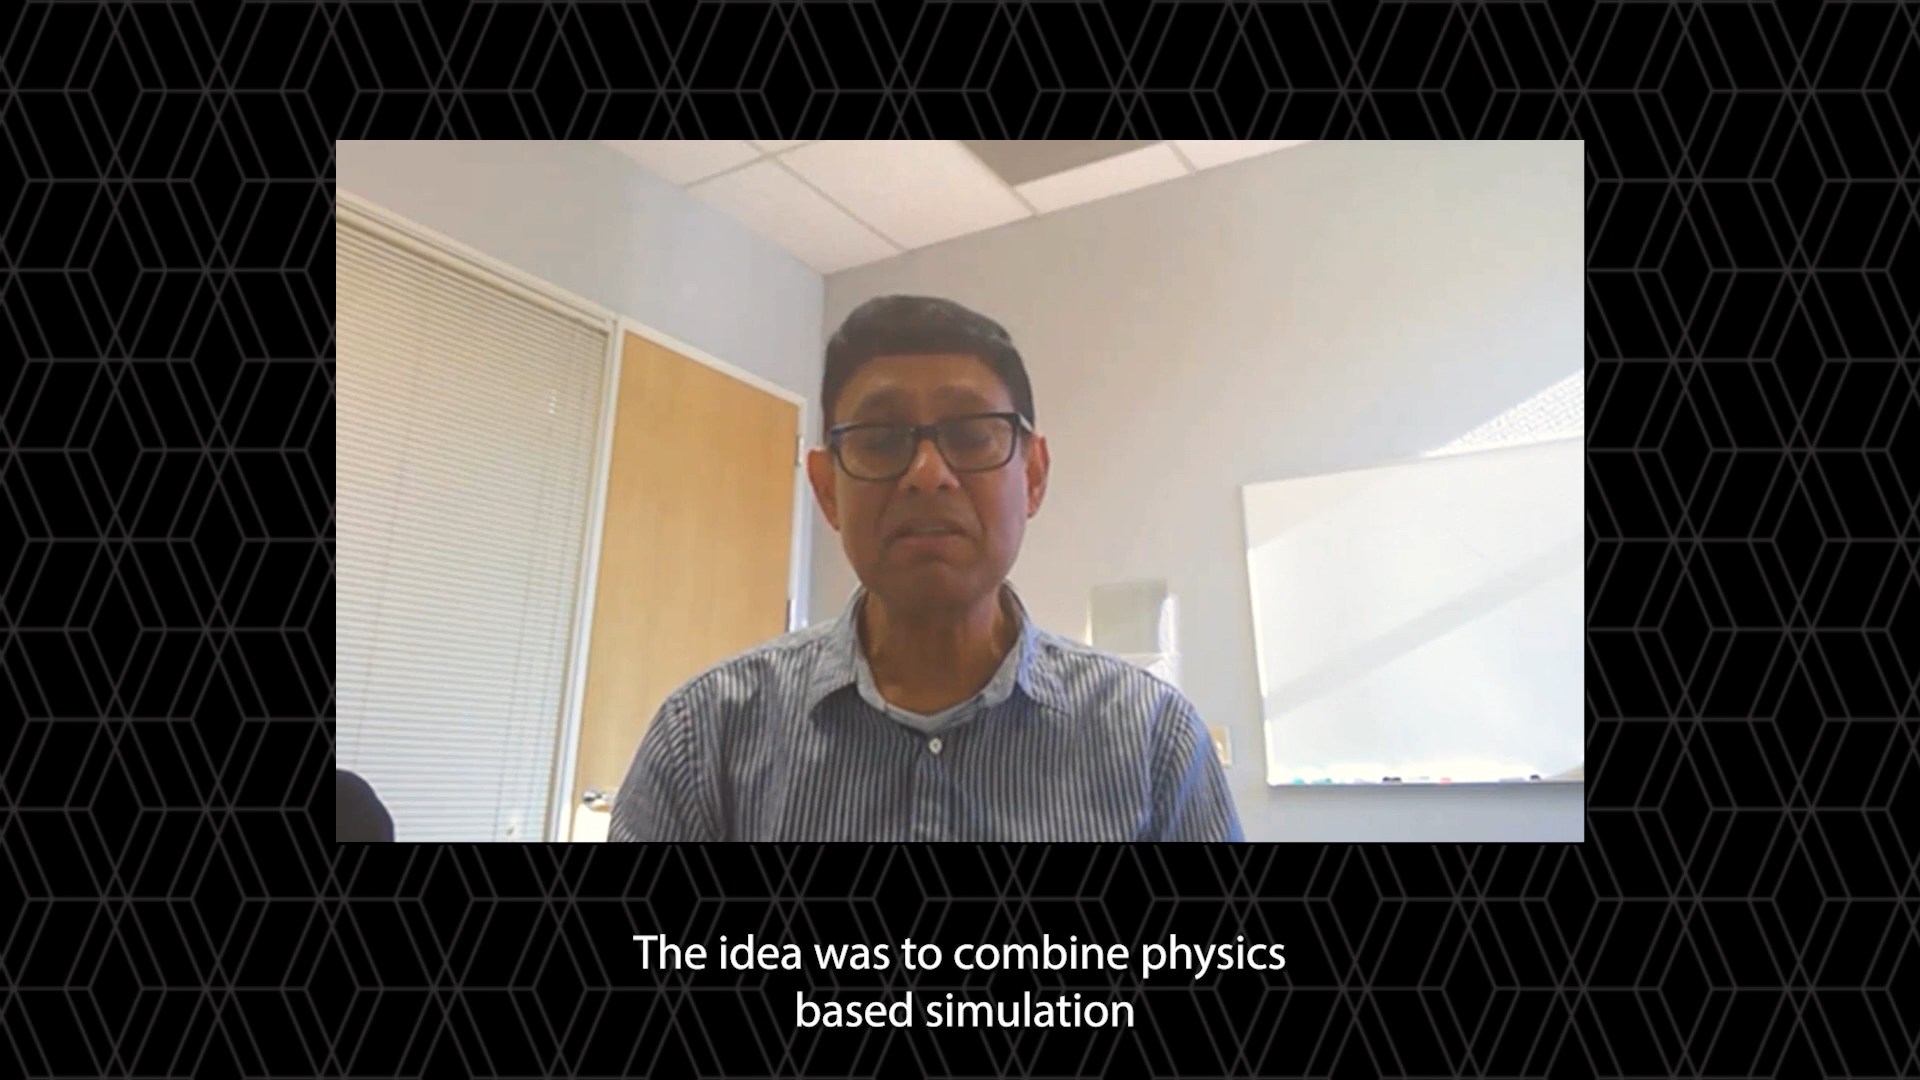 The idea was to combine physics
based simulation